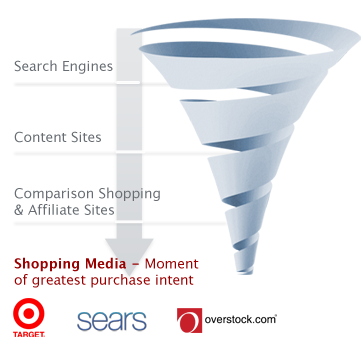 Search Engines
Content Sites
Comparison Shopping
& Affiliate Sites
Shopping Media – Moment
of greatest purchase intent
TARGET.
sears
overstock.com